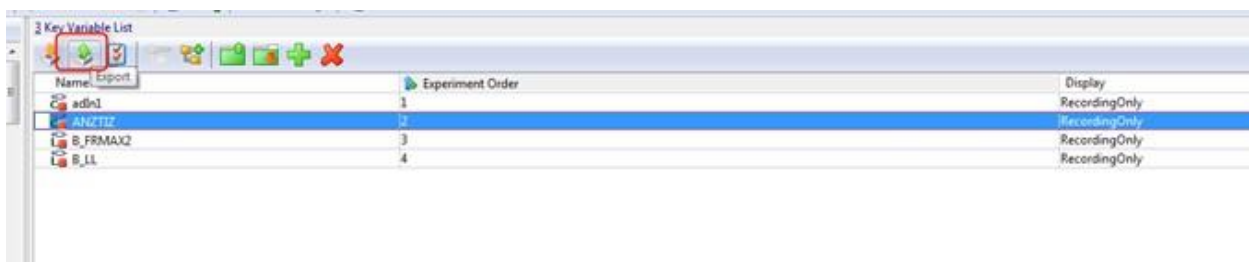 3 Key Variable List
Export
Name Experiment Order Display
adln1 1 RecordingOnly
ANZTIZ 2 RecordingOnly
B_FRMAX2 3 RecordingOnly
B_LL 4 RecordingOnly